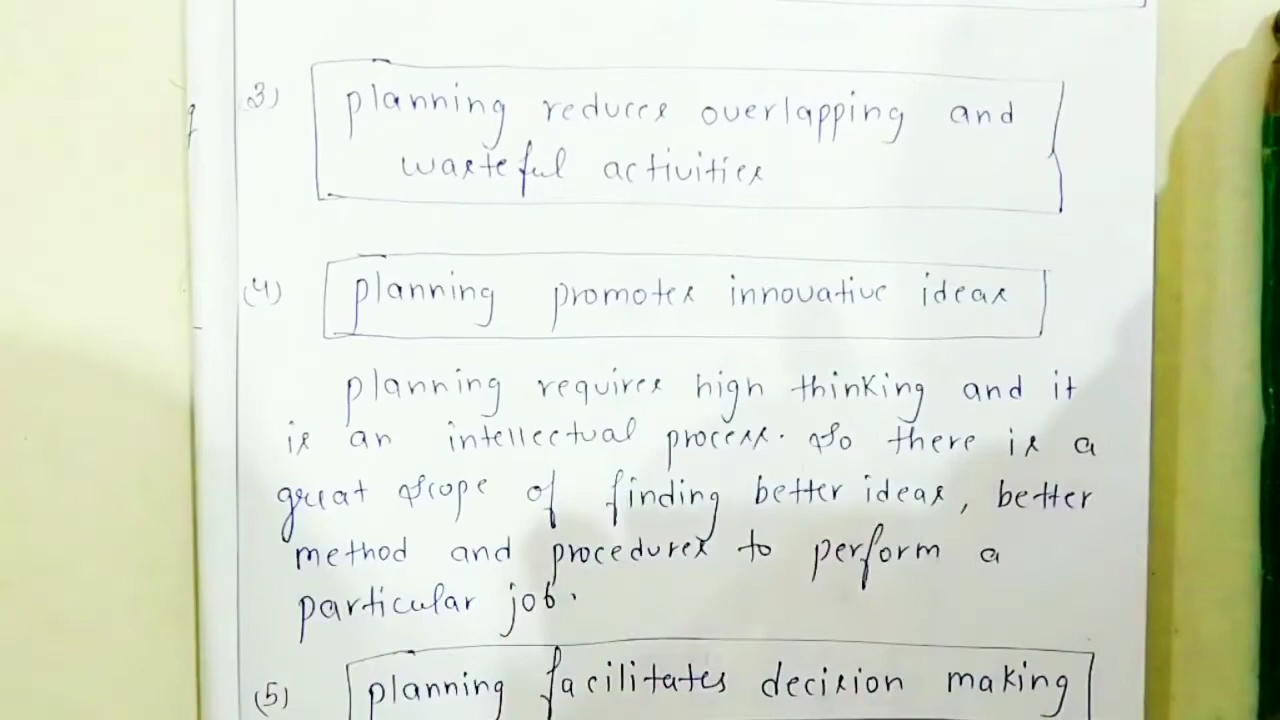 3) planning reduces overlapping and
wasteful activities
(4) planning promotes innovative ideas
planning requires high thinking and it
is an intellectual process. So there is a
great scope of finding better ideas, better
method and procedures to perform a
particular job.
(5) planning facilitates decision making